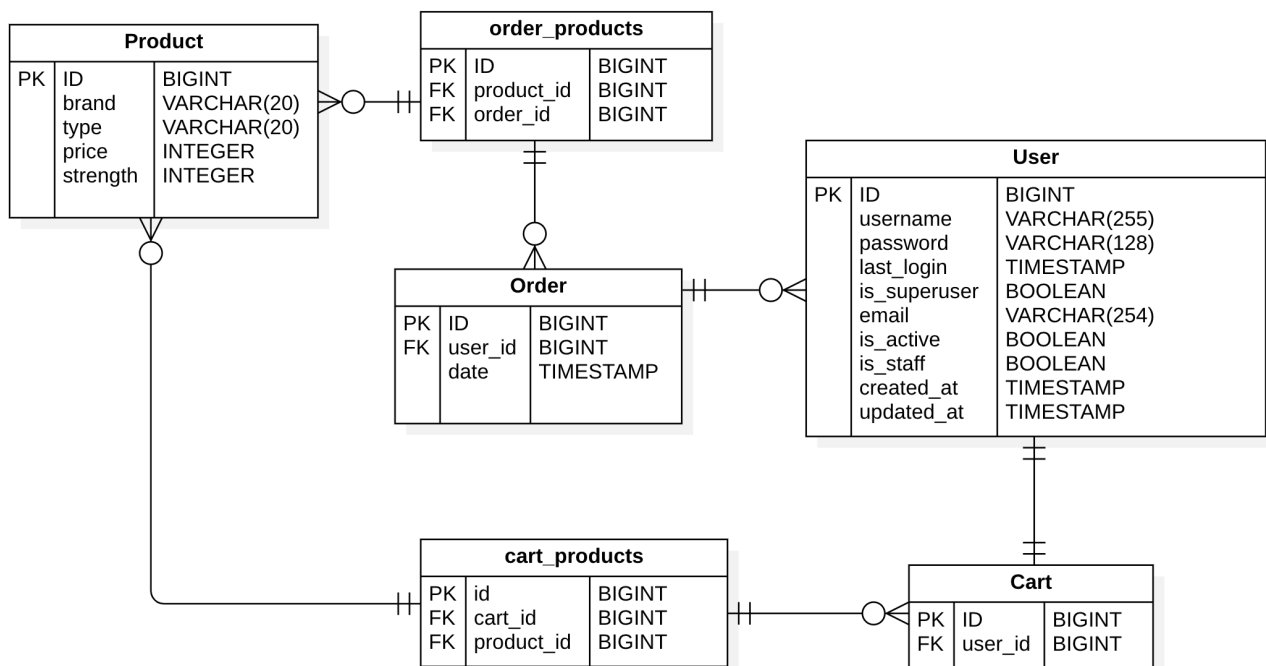 Product
PK ID BIGINT
brand VARCHAR(20)
type VARCHAR(20)
price INTEGER
strength INTEGER
order_products
PK ID BIGINT
FK product_id BIGINT
FK order_id BIGINT
User
PK ID BIGINT
username VARCHAR(255)
password VARCHAR(128)
last_login TIMESTAMP
is_superuser BOOLEAN
email VARCHAR(254)
is_active BOOLEAN
is_staff BOOLEAN
created_at TIMESTAMP
updated_at TIMESTAMP
Order
PK ID BIGINT
FK user_id BIGINT
date TIMESTAMP
cart_products
PK id BIGINT
FK cart_id BIGINT
FK product_id BIGINT
Cart
PK ID BIGINT
FK user_id BIGINT